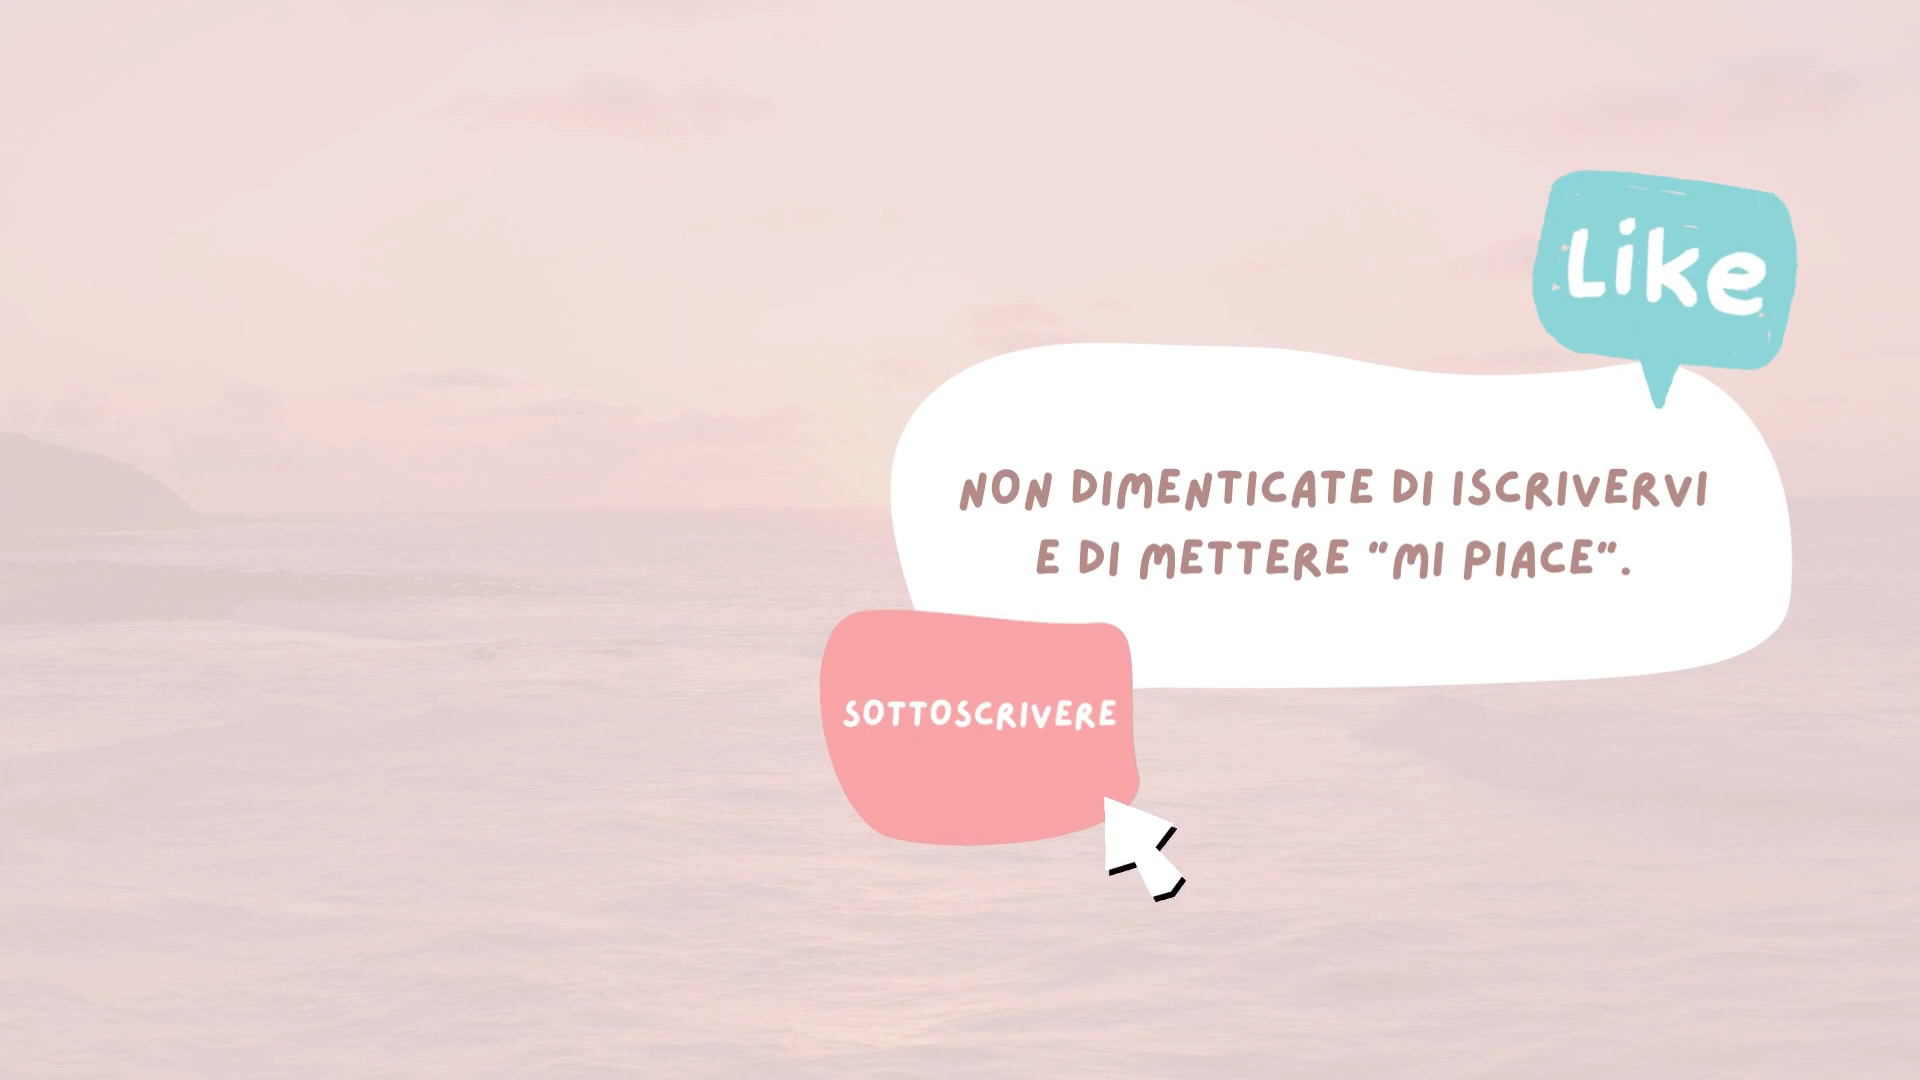 Like
NON DIMENTICATE DI ISCRIVERVI
E DI METTERE "MI PIACE".
SOTTOSCRIVERE